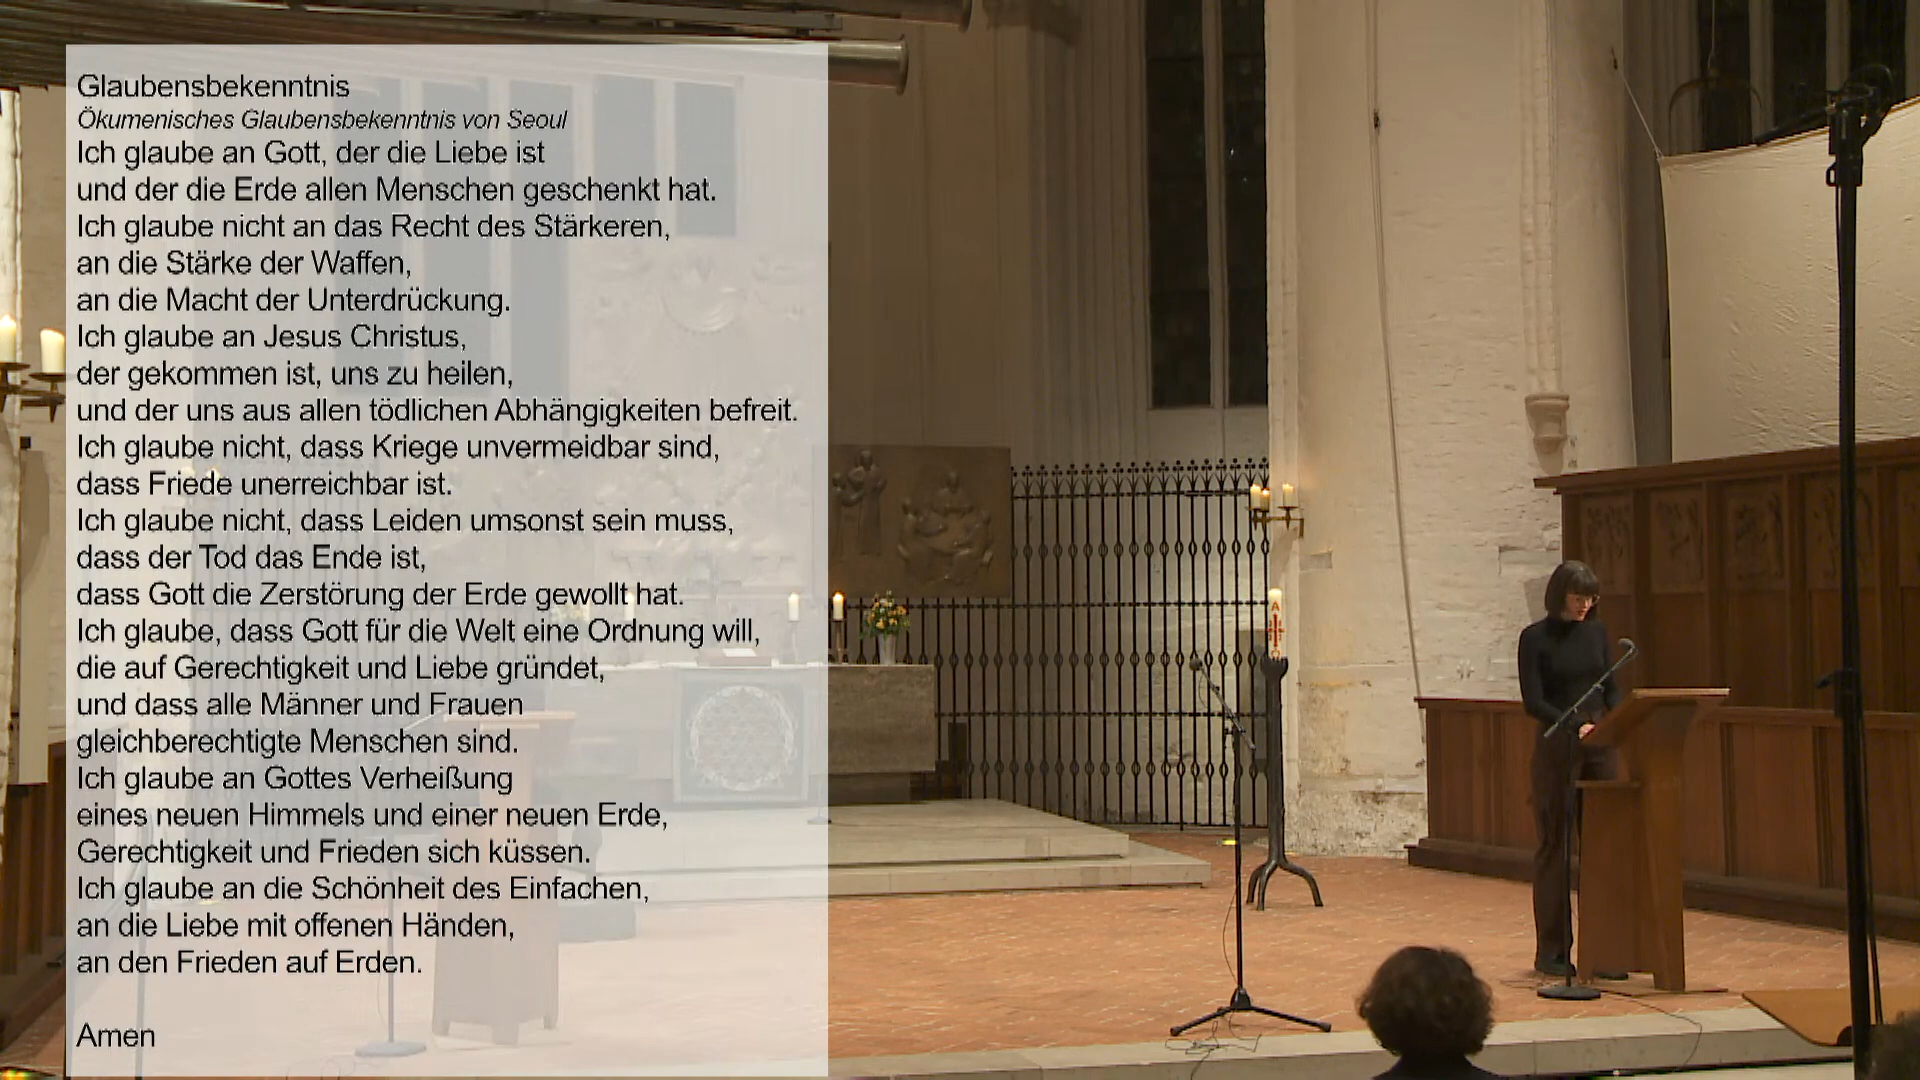 Glaubensbekenntnis
Ökumenisches Glaubensbekenntnis von Seoul
Ich glaube an Gott, der die Liebe ist
und der die Erde allen Menschen geschenkt hat.
Ich glaube nicht an das Recht des Stärkeren,
an die Stärke der Waffen,
an die Macht der Unterdrückung.
Ich glaube an Jesus Christus,
der gekommen ist, uns zu heilen,
und der uns aus allen tödlichen Abhängigkeiten befreit.
Ich glaube nicht, dass Kriege unvermeidbar sind,
dass Friede unerreichbar ist.
Ich glaube nicht, dass Leiden umsonst sein muss,
dass der Tod das Ende ist,
dass Gott die Zerstörung der Erde gewollt hat.
Ich glaube, dass Gott für die Welt eine Ordnung will,
die auf Gerechtigkeit und Liebe gründet,
und dass alle Männer und Frauen
gleichberechtigte Menschen sind.
Ich glaube an Gottes Verheißung
eines neuen Himmels und einer neuen Erde,
Gerechtigkeit und Frieden sich küssen.
Ich glaube an die Schönheit des Einfachen,
an die Liebe mit offenen Händen,
an den Frieden auf Erden.
Amen